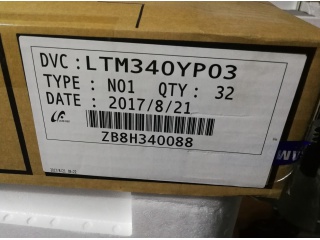 DVC: LTM340YP03
TYPE : N01 QTY: 32
DATE : 2017/8/21
ZB8H340088